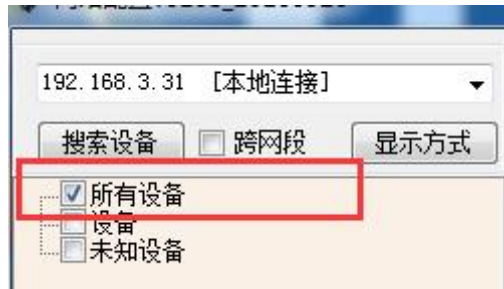 192.168.3.31 [本地连接]
搜索设备 跨网段 显示方式
所有设备
设备
未知设备